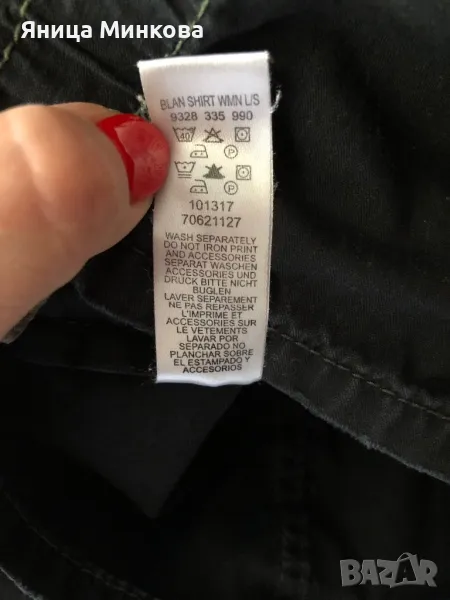 Яница Минкова
BLAN SHIRT WMN L/S
9328 335 990
40
P
P
101317
70621127
WASH SEPARATELY
DO NOT IRON PRINT
AND ACCESSORIES
SEPARAT WASCHEN
ACCESSORIES UND
DRUCK BITTE NICHT
BUGLEN
LAVER SEPAREMENT
NE PAS REPASSER
L'IMPRIME ET
ACCESSORIES SUR
LE VETEMENTS
LAVAR POR
SEPARADO NO
PLANCHAR SOBRE
EL ESTAMPADO Y
ACCESORIOS
BAZAR